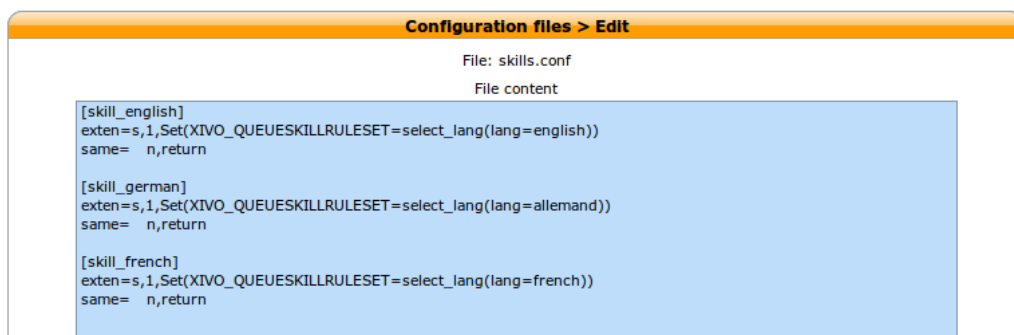 Configuration files > Edit
File: skills.conf
File content
[skill_english]
exten=s,1,Set(XIVO_QUEUESKILLRULESET=select_lang(lang=english))
same=   n,return
[skill_german]
exten=s,1,Set(XIVO_QUEUESKILLRULESET=select_lang(lang=allemand))
same=   n,return
[skill_french]
exten=s,1,Set(XIVO_QUEUESKILLRULESET=select_lang(lang=french))
same=   n,return